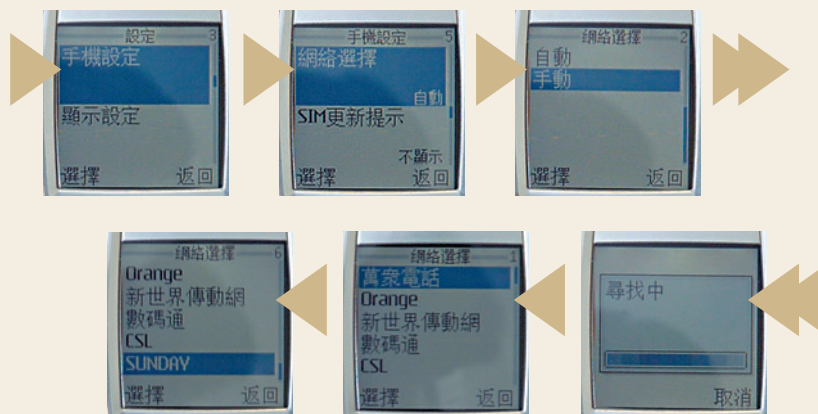 設定 3
手機設定
顯示設定
選擇 返回
手機設定 5
網絡選擇
自動
SIM更新提示
不顯示
選擇 返回
網絡選擇 2
自動
手動
選擇 返回
尋找中
取消
網絡選擇 1
萬衆電話
Orange
新世界傳動網
數碼通
CSL
選擇 返回
網絡選擇 6
Orange
新世界傳動網
數碼通
CSL
SUNDAY
選擇 返回